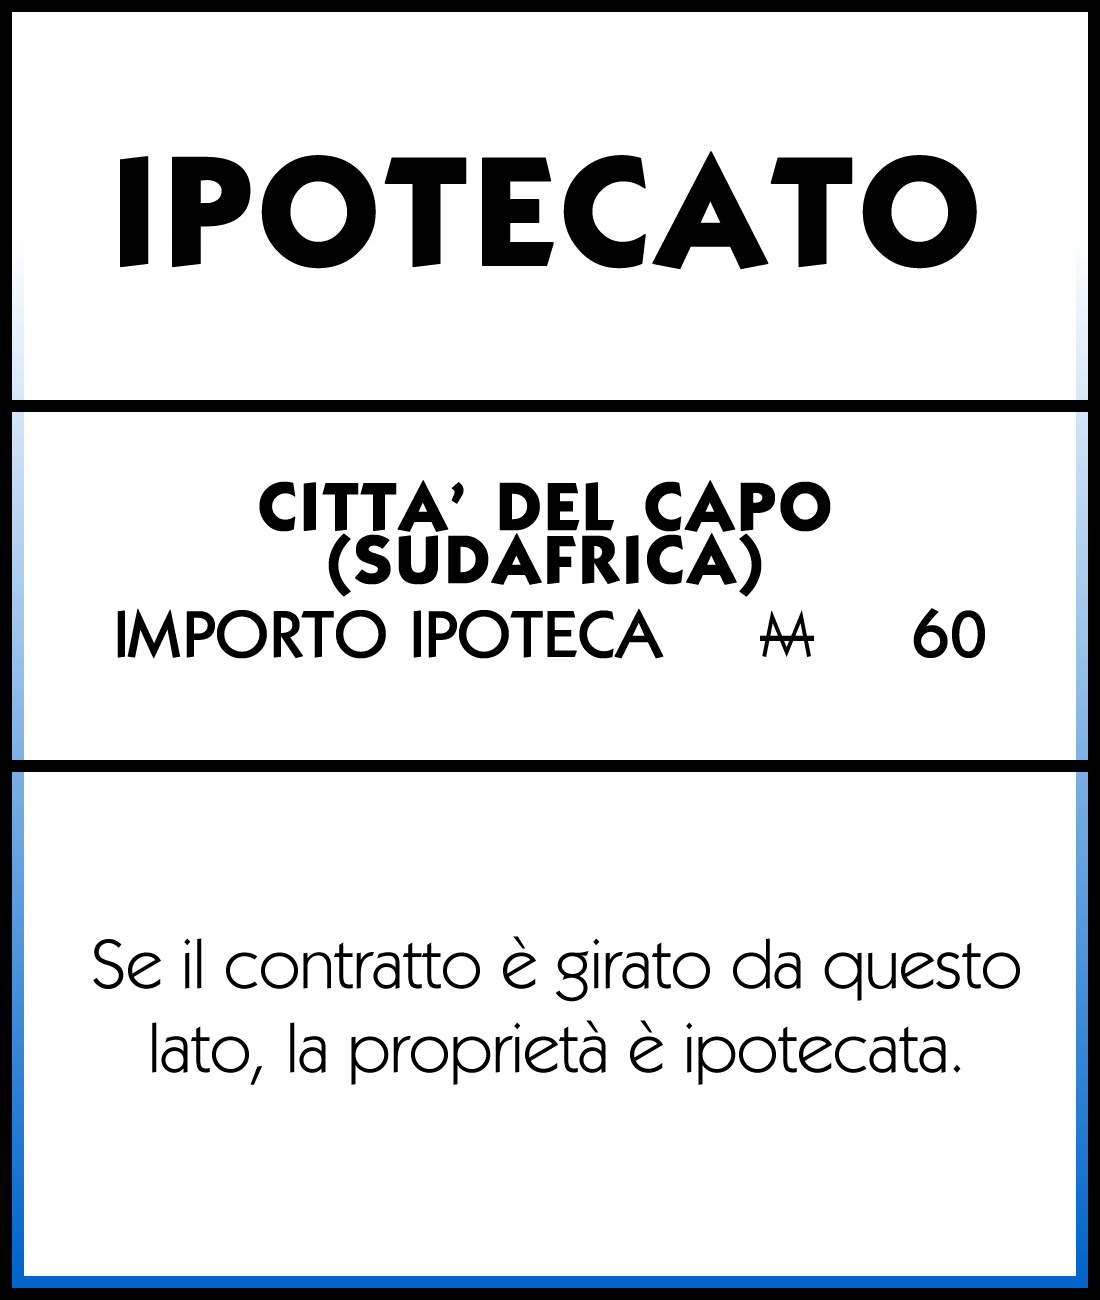 IPOTECATO
CITTA’ DEL CAPO
(SUDAFRICA)
IMPORTO IPOTECA M 60
Se il contratto è girato da questo
lato, la proprietà è ipotecata.